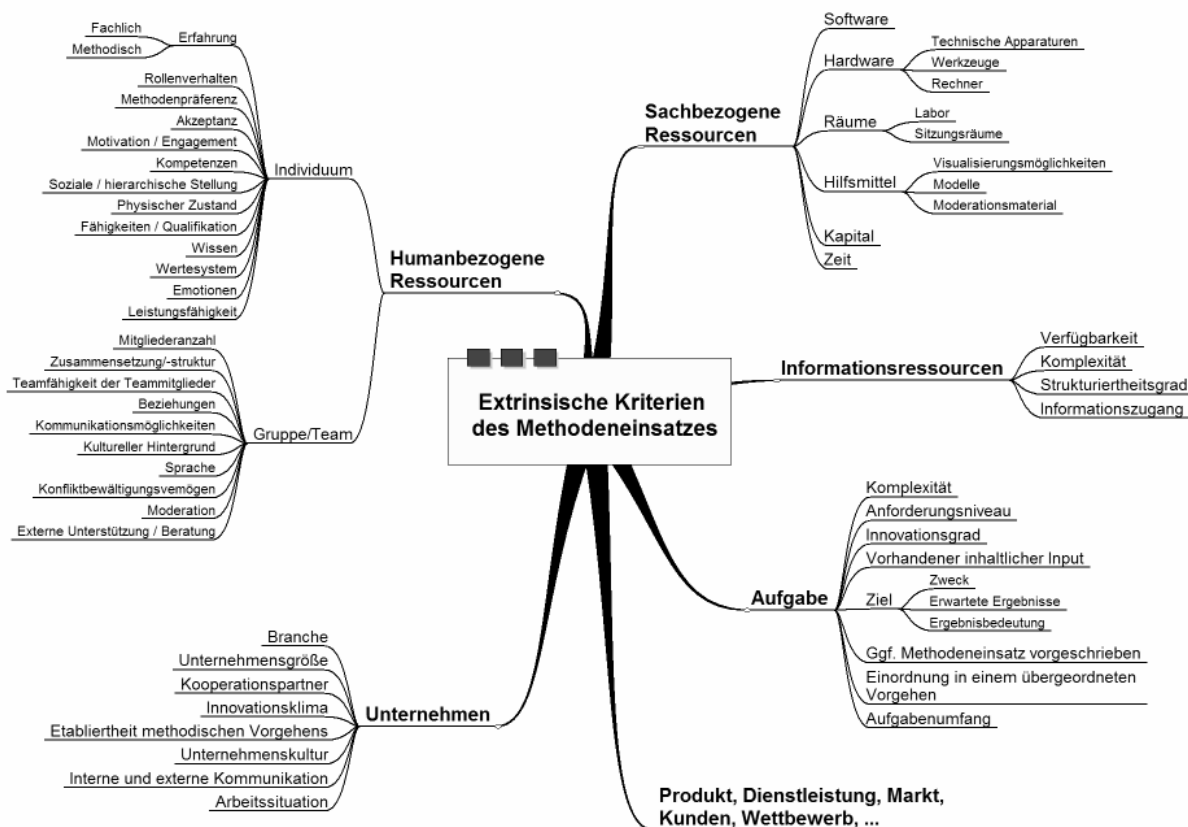 Fachlich
Methodisch
Erfahrung
Rollenverhalten
Methodenpräferenz
Akzeptanz
Motivation / Engagement
Kompetenzen
Soziale / hierarchische Stellung
Physischer Zustand
Fähigkeiten / Qualifikation
Wissen
Wertesystem
Emotionen
Leistungsfähigkeit
Individuum
Mitgliederanzahl
Zusammensetzung/-struktur
Teamfähigkeit der Teammitglieder
Beziehungen
Kommunikationsmöglichkeiten
Kultureller Hintergrund
Sprache
Konfliktbewältigungsvemögen
Moderation
Externe Unterstützung / Beratung
Gruppe/Team
Humanbezogene
Ressourcen
Sachbezogene
Ressourcen
Software
Hardware
Technische Apparaturen
Werkzeuge
Rechner
Räume
Labor
Sitzungsräume
Hilfsmittel
Visualisierungsmöglichkeiten
Modelle
Moderationsmaterial
Kapital
Zeit
Extrinsische Kriterien
des Methodeneinsatzes
Informationsressourcen
Verfügbarkeit
Komplexität
Strukturiertheitsgrad
Informationszugang
Aufgabe
Komplexität
Anforderungsniveau
Innovationsgrad
Vorhandener inhaltlicher Input
Ziel
Zweck
Erwartete Ergebnisse
Ergebnisbedeutung
Ggf. Methodeneinsatz vorgeschrieben
Einordnung in einem übergeordneten
Vorgehen
Aufgabenumfang
Branche
Unternehmensgröße
Kooperationspartner
Innovationsklima
Etabliertheit methodischen Vorgehens
Unternehmenskultur
Interne und externe Kommunikation
Arbeitssituation
Unternehmen
Produkt, Dienstleistung, Markt,
Kunden, Wettbewerb, ...